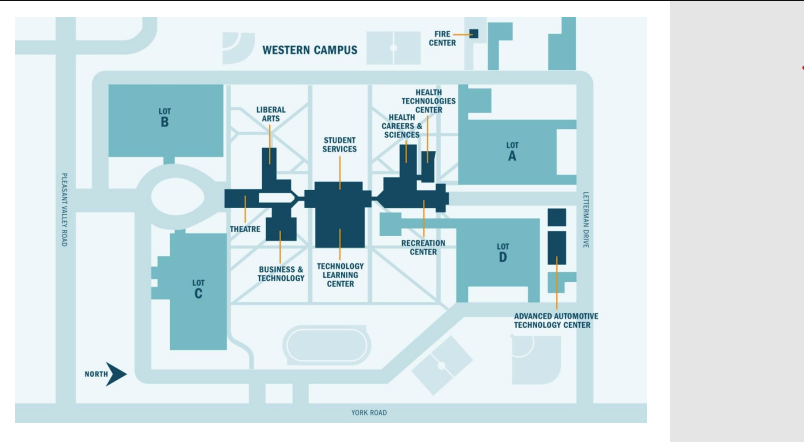 WESTERN CAMPUS
FIRE
CENTER
HEALTH
TECHNOLOGIES
CENTER
LIBERAL
ARTS
HEALTH
CAREERS &
SCIENCES
LOT
B
STUDENT
SERVICES
LOT
A
PLEASANT VALLEY ROAD
LETTERMAN DRIVE
THEATRE
RECREATION
CENTER
LOT
D
BUSINESS &
TECHNOLOGY
TECHNOLOGY
LEARNING
CENTER
LOT
C
ADVANCED AUTOMOTIVE
TECHNOLOGY CENTER
NORTH
YORK ROAD